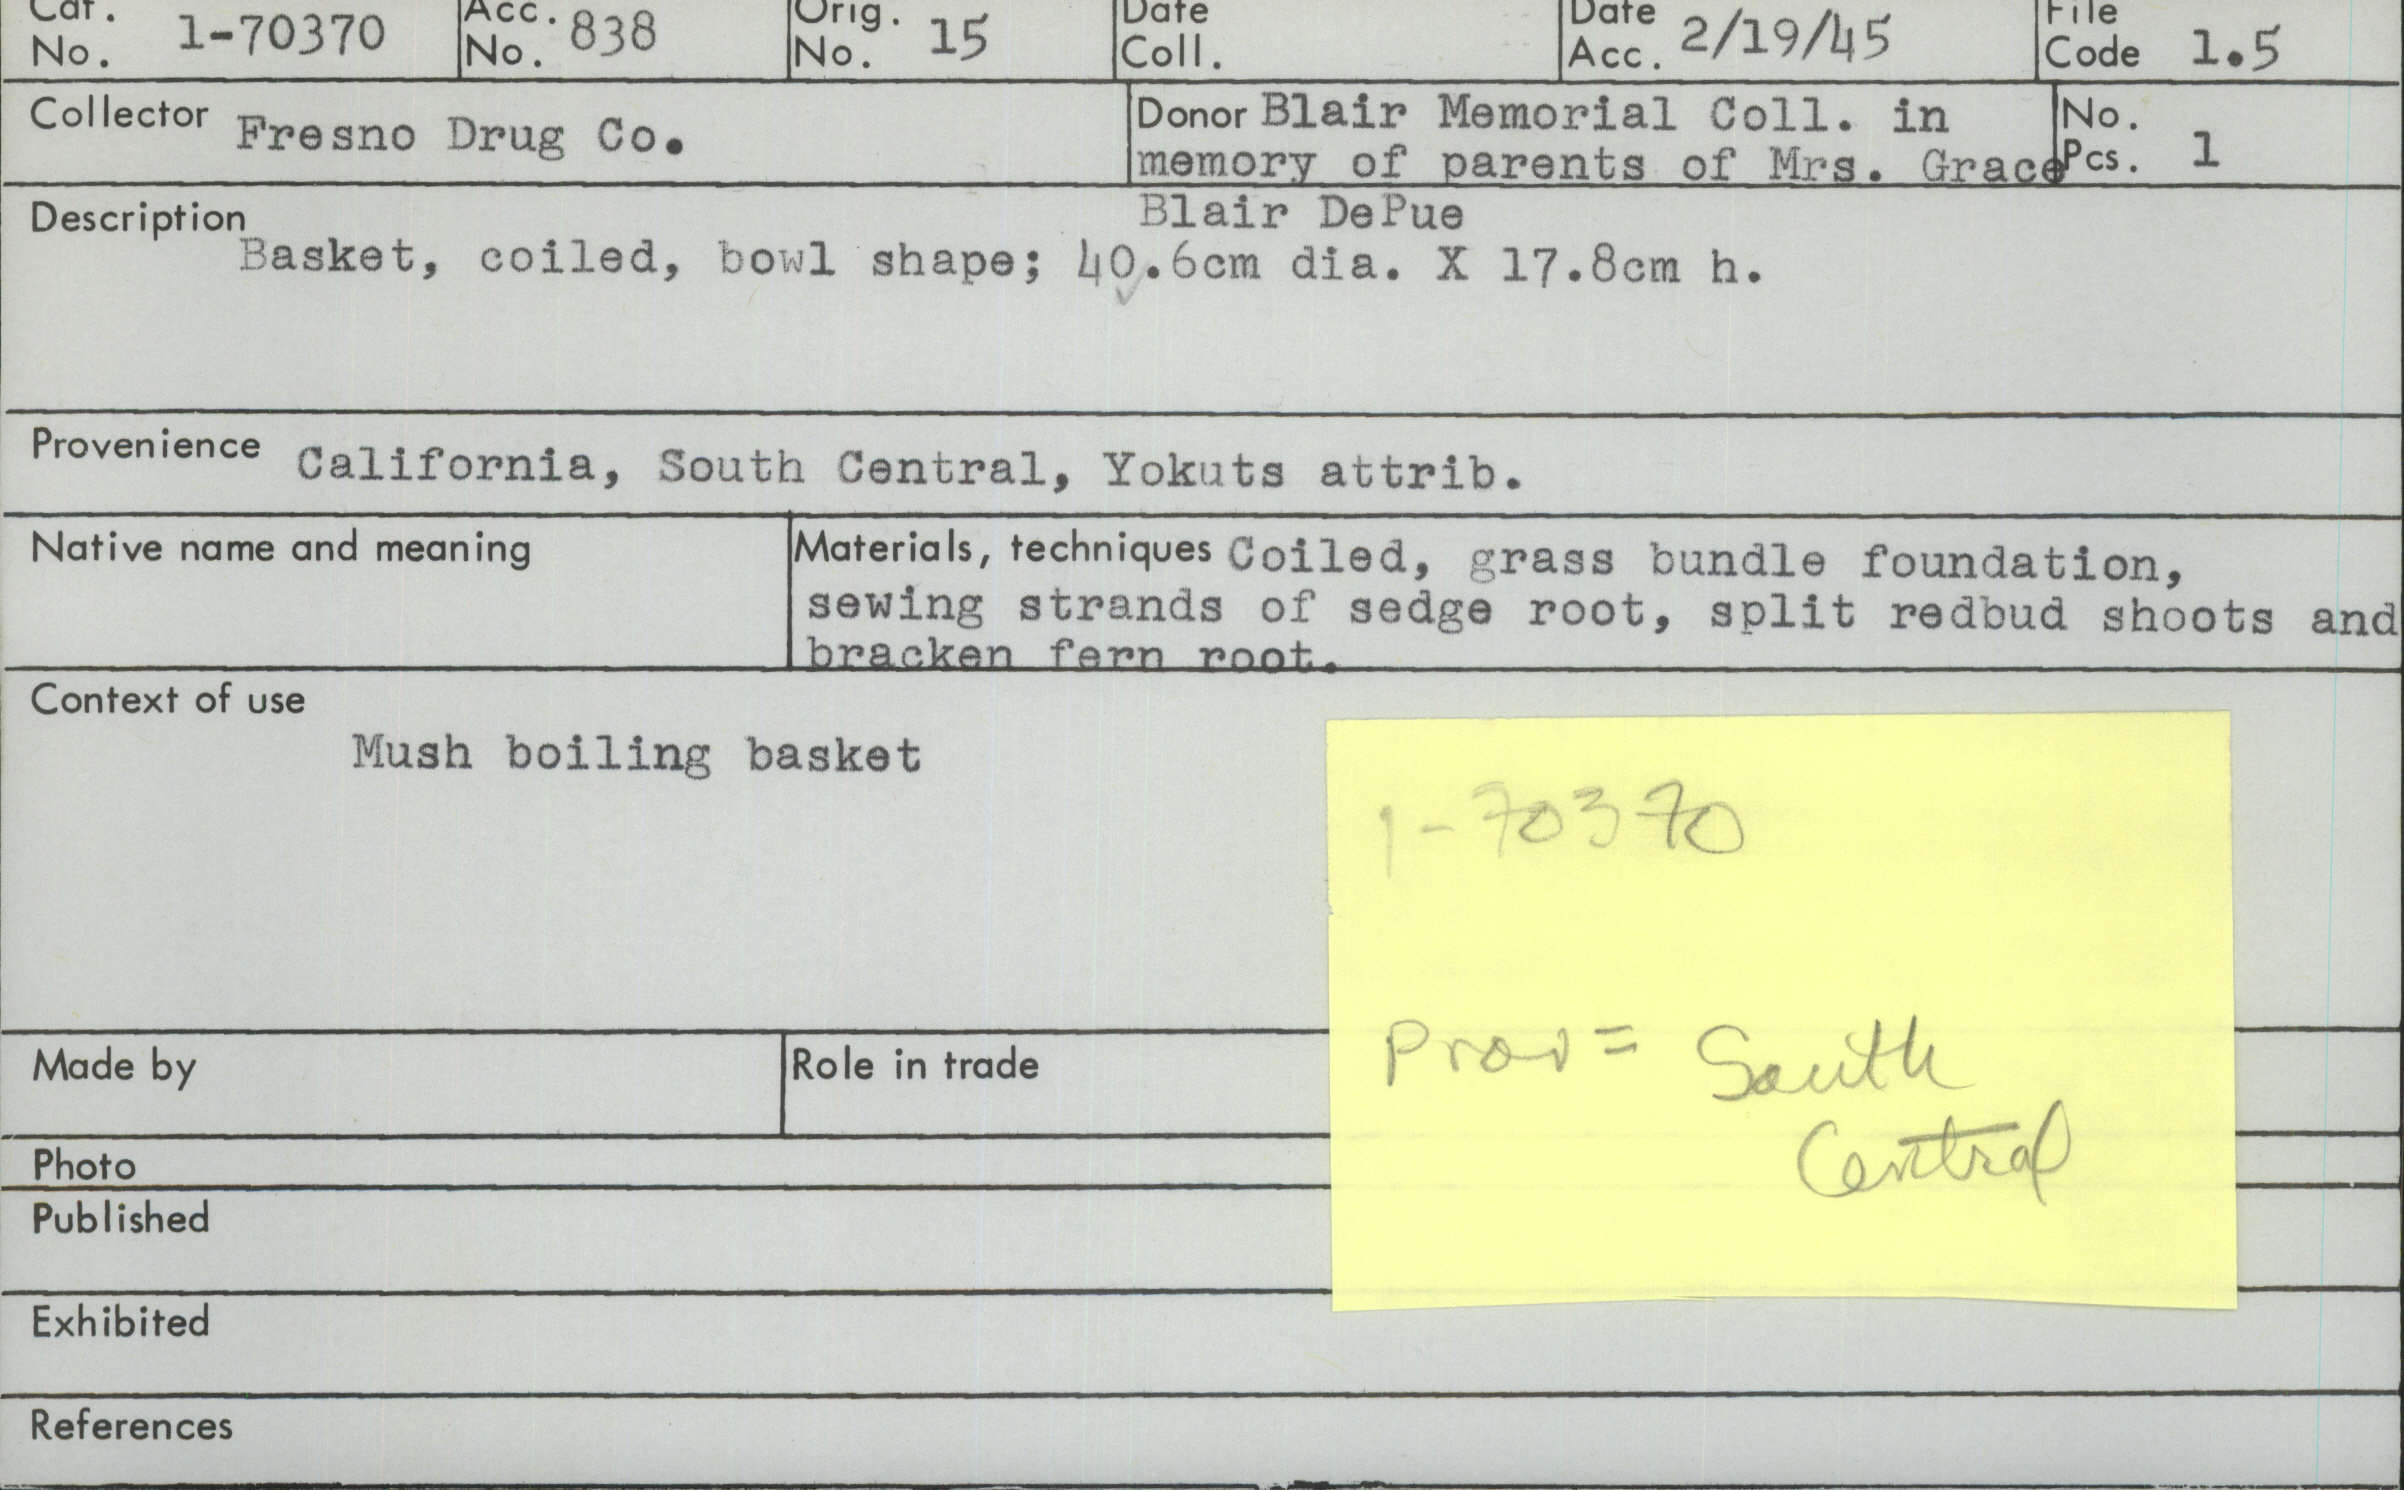 Cat. No. 1-70370 Acc. No. 838 Orig. No. 15 Date Coll. Date Acc. 2/19/45 File Code 1.5
Collector Fresno Drug Co.
Donor Blair Memorial Coll. in
memory of parents of Mrs. Grace
Blair DePue
No. Pcs. 1
Description
Basket, coiled, bowl shape; 40.6cm dia. X 17.8cm h.
Provenience California, South Central, Yokuts attrib.
Native name and meaning
Materials, techniques Coiled, grass bundle foundation,
sewing strands of sedge root, split redbud shoots and
bracken fern root.
Context of use
Mush boiling basket
1-70370
Prov = South
Central
Made by
Role in trade
Photo
Published
Exhibited
References